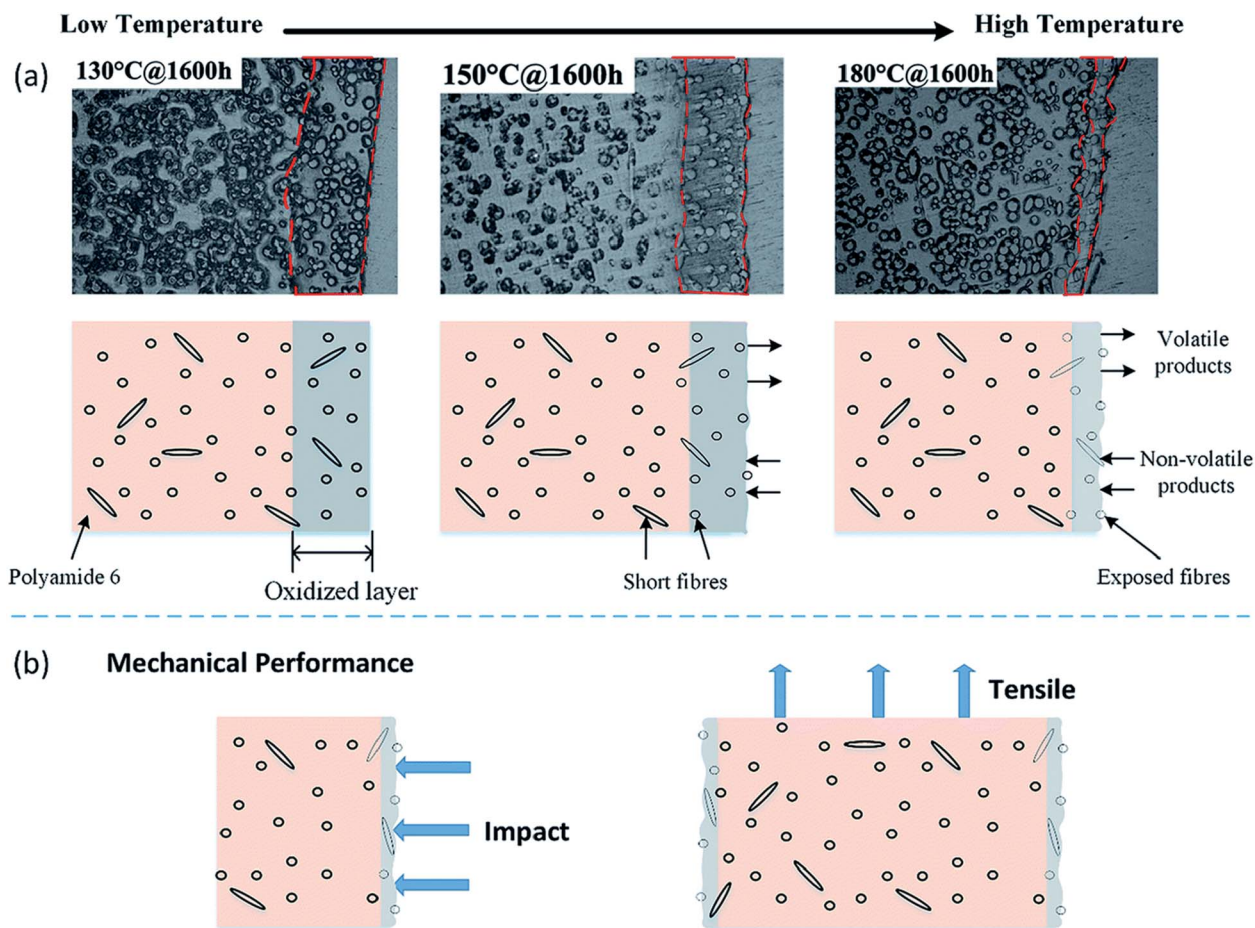 Low Temperature
High Temperature
(a)
130°C@1600h
150°C@1600h
180°C@1600h
Volatile
products
Non-volatile
products
Polyamide 6
Oxidized layer
Short fibres
Exposed fibres
(b)
Mechanical Performance
Tensile
Impact